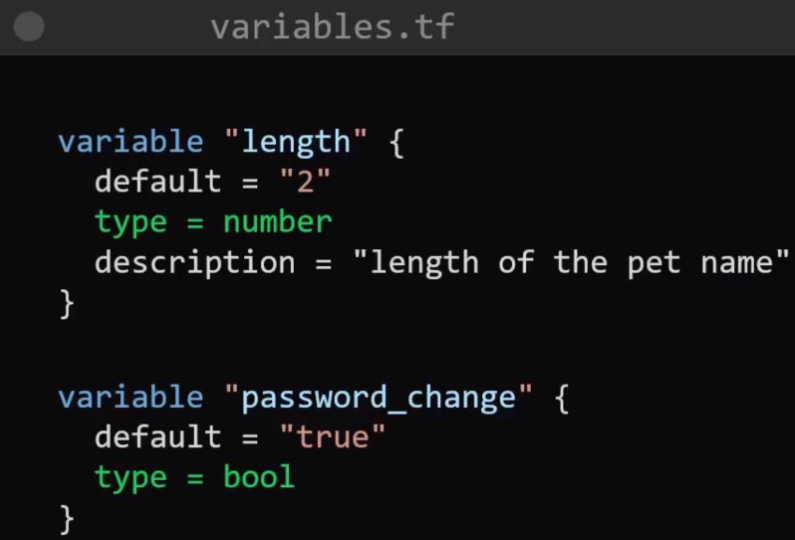 variables.tf
variable "length" {
default = "2"
type = number
description = "length of the pet name"
}
variable "password_change" {
default = "true"
type = bool
}